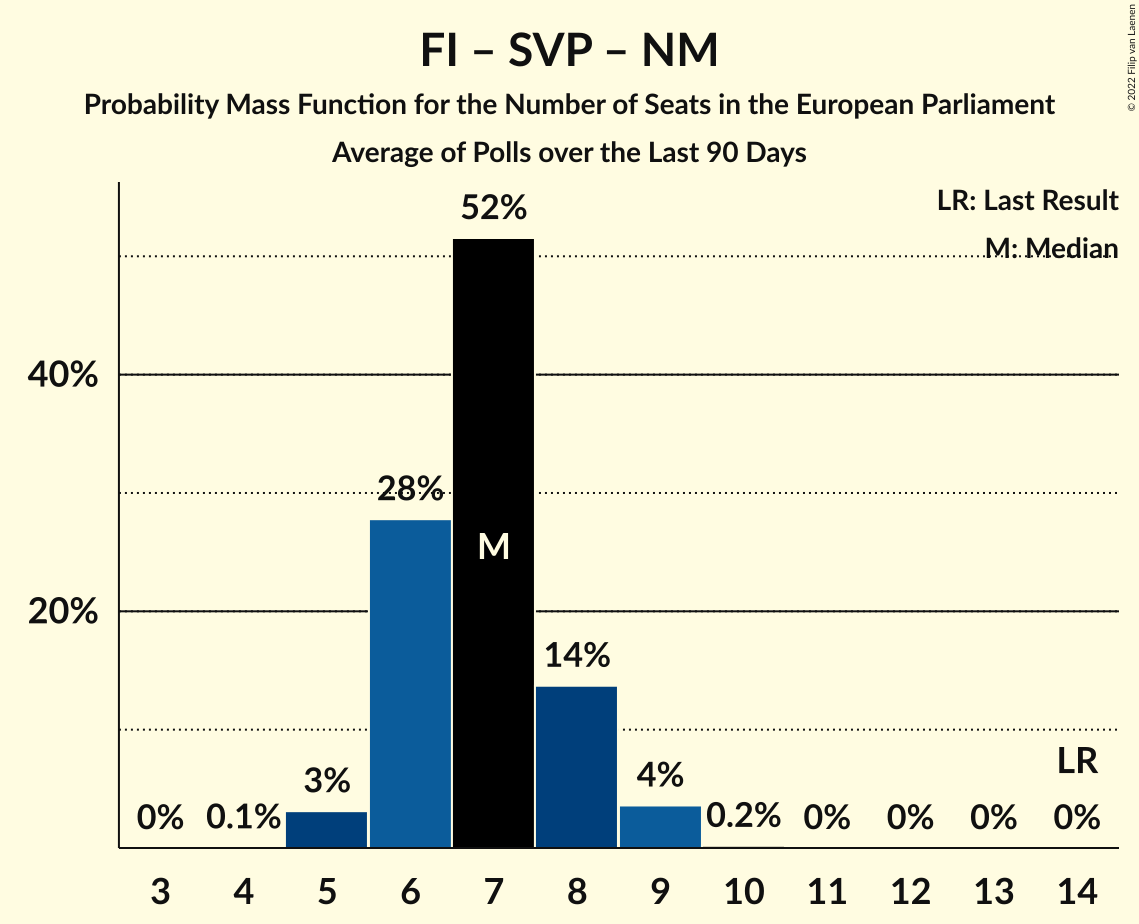 FI – SVP – NM
Probability Mass Function for the Number of Seats in the European Parliament
Average of Polls over the Last 90 Days
© 2022 Filip van Laenen
LR: Last Result
M: Median
52%
40%
28%
M
20%
14%
LR
4%
3%
0% 0.1% 0.2% 0% 0% 0% 0%
3 4 5 6 7 8 9 10 11 12 13 14